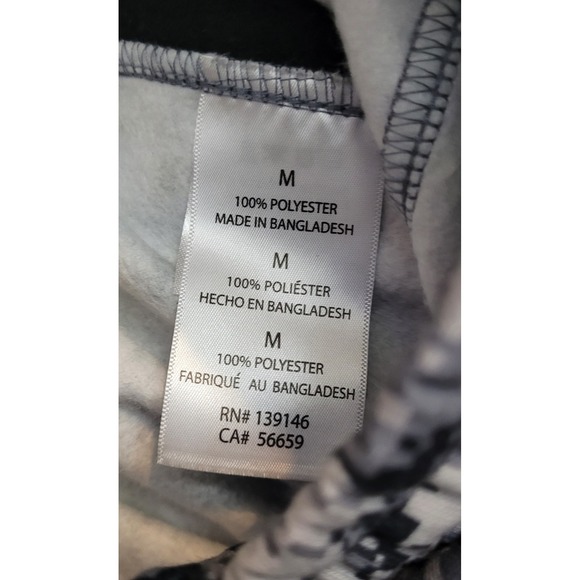 M
100% POLYESTER
MADE IN BANGLADESH
M
100% POLIÉSTER
HECHO EN BANGLADESH
M
100% POLYESTER
FABRIQUÉ AU BANGLADESH
RN# 139146
CA# 56659